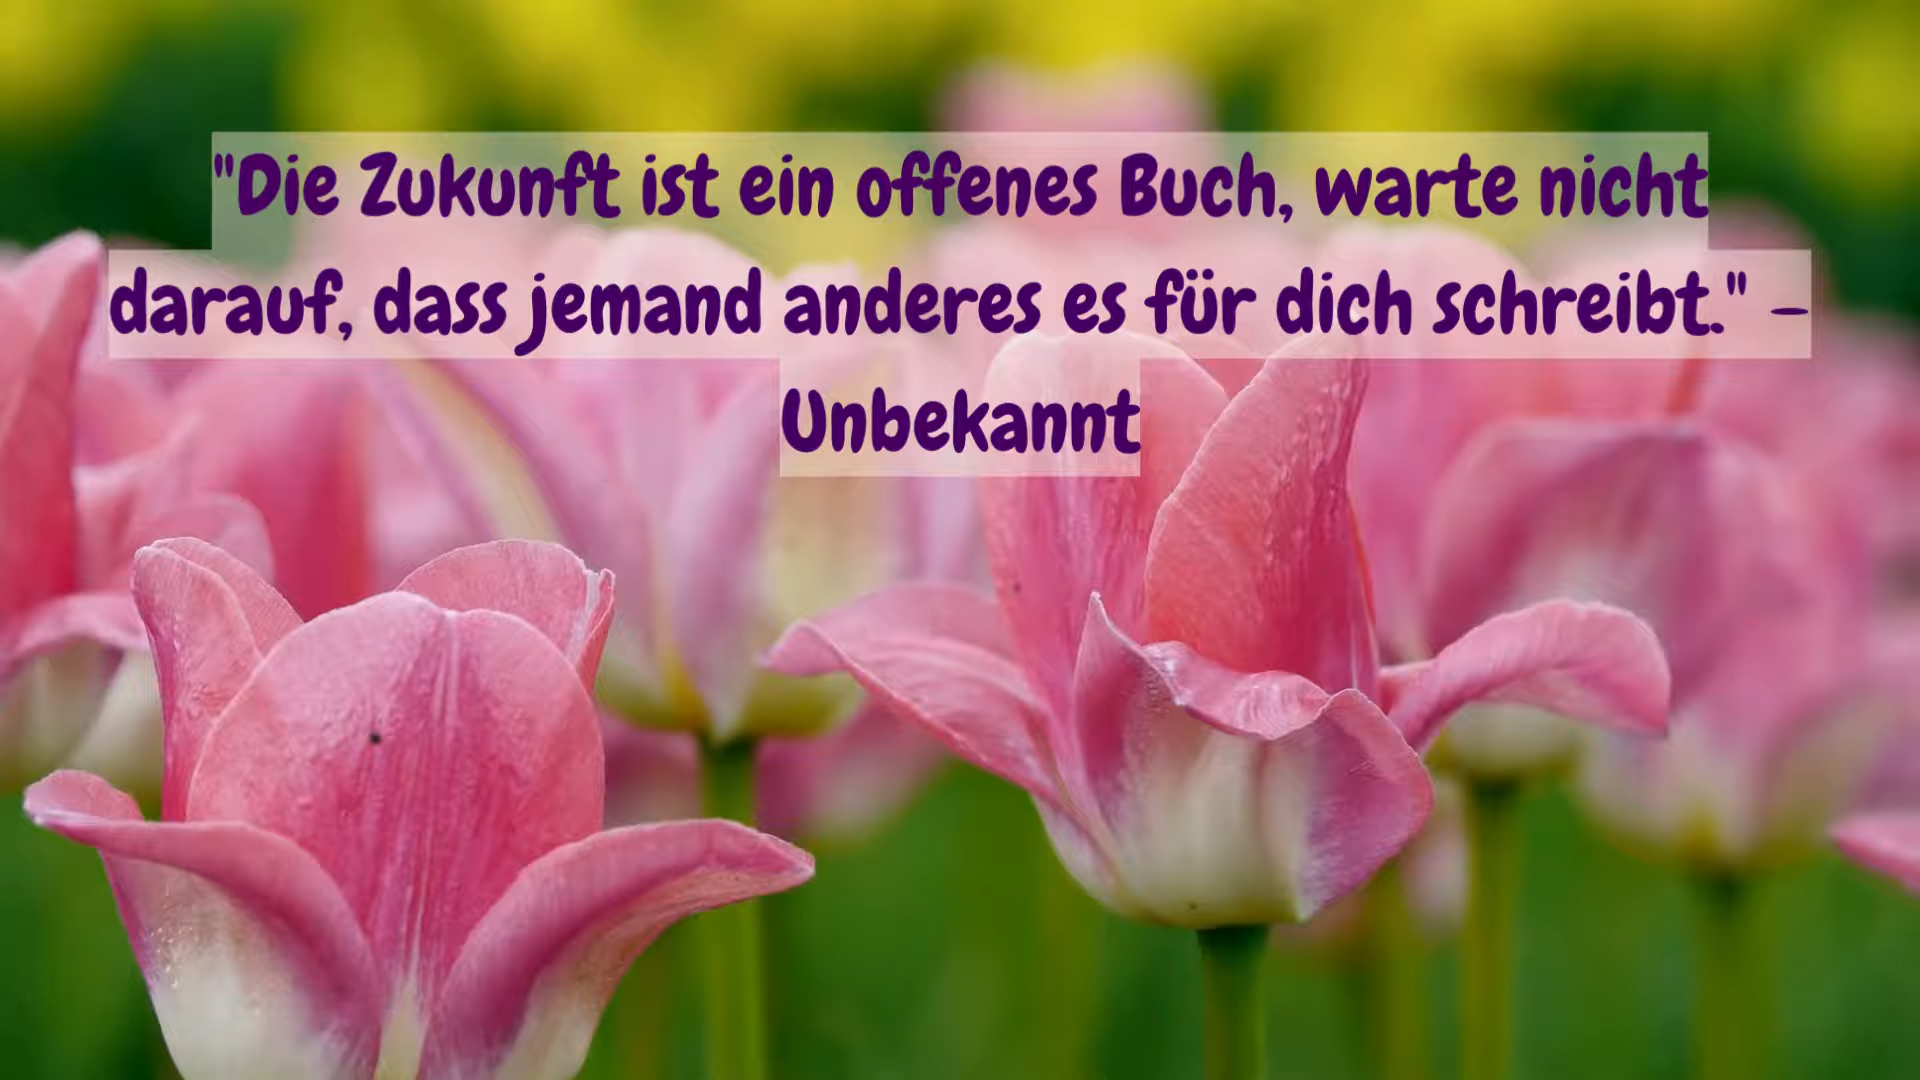 "Die Zukunft ist ein offenes Buch, warte nicht
darauf, dass jemand anderes es für dich schreibt." –
Unbekannt